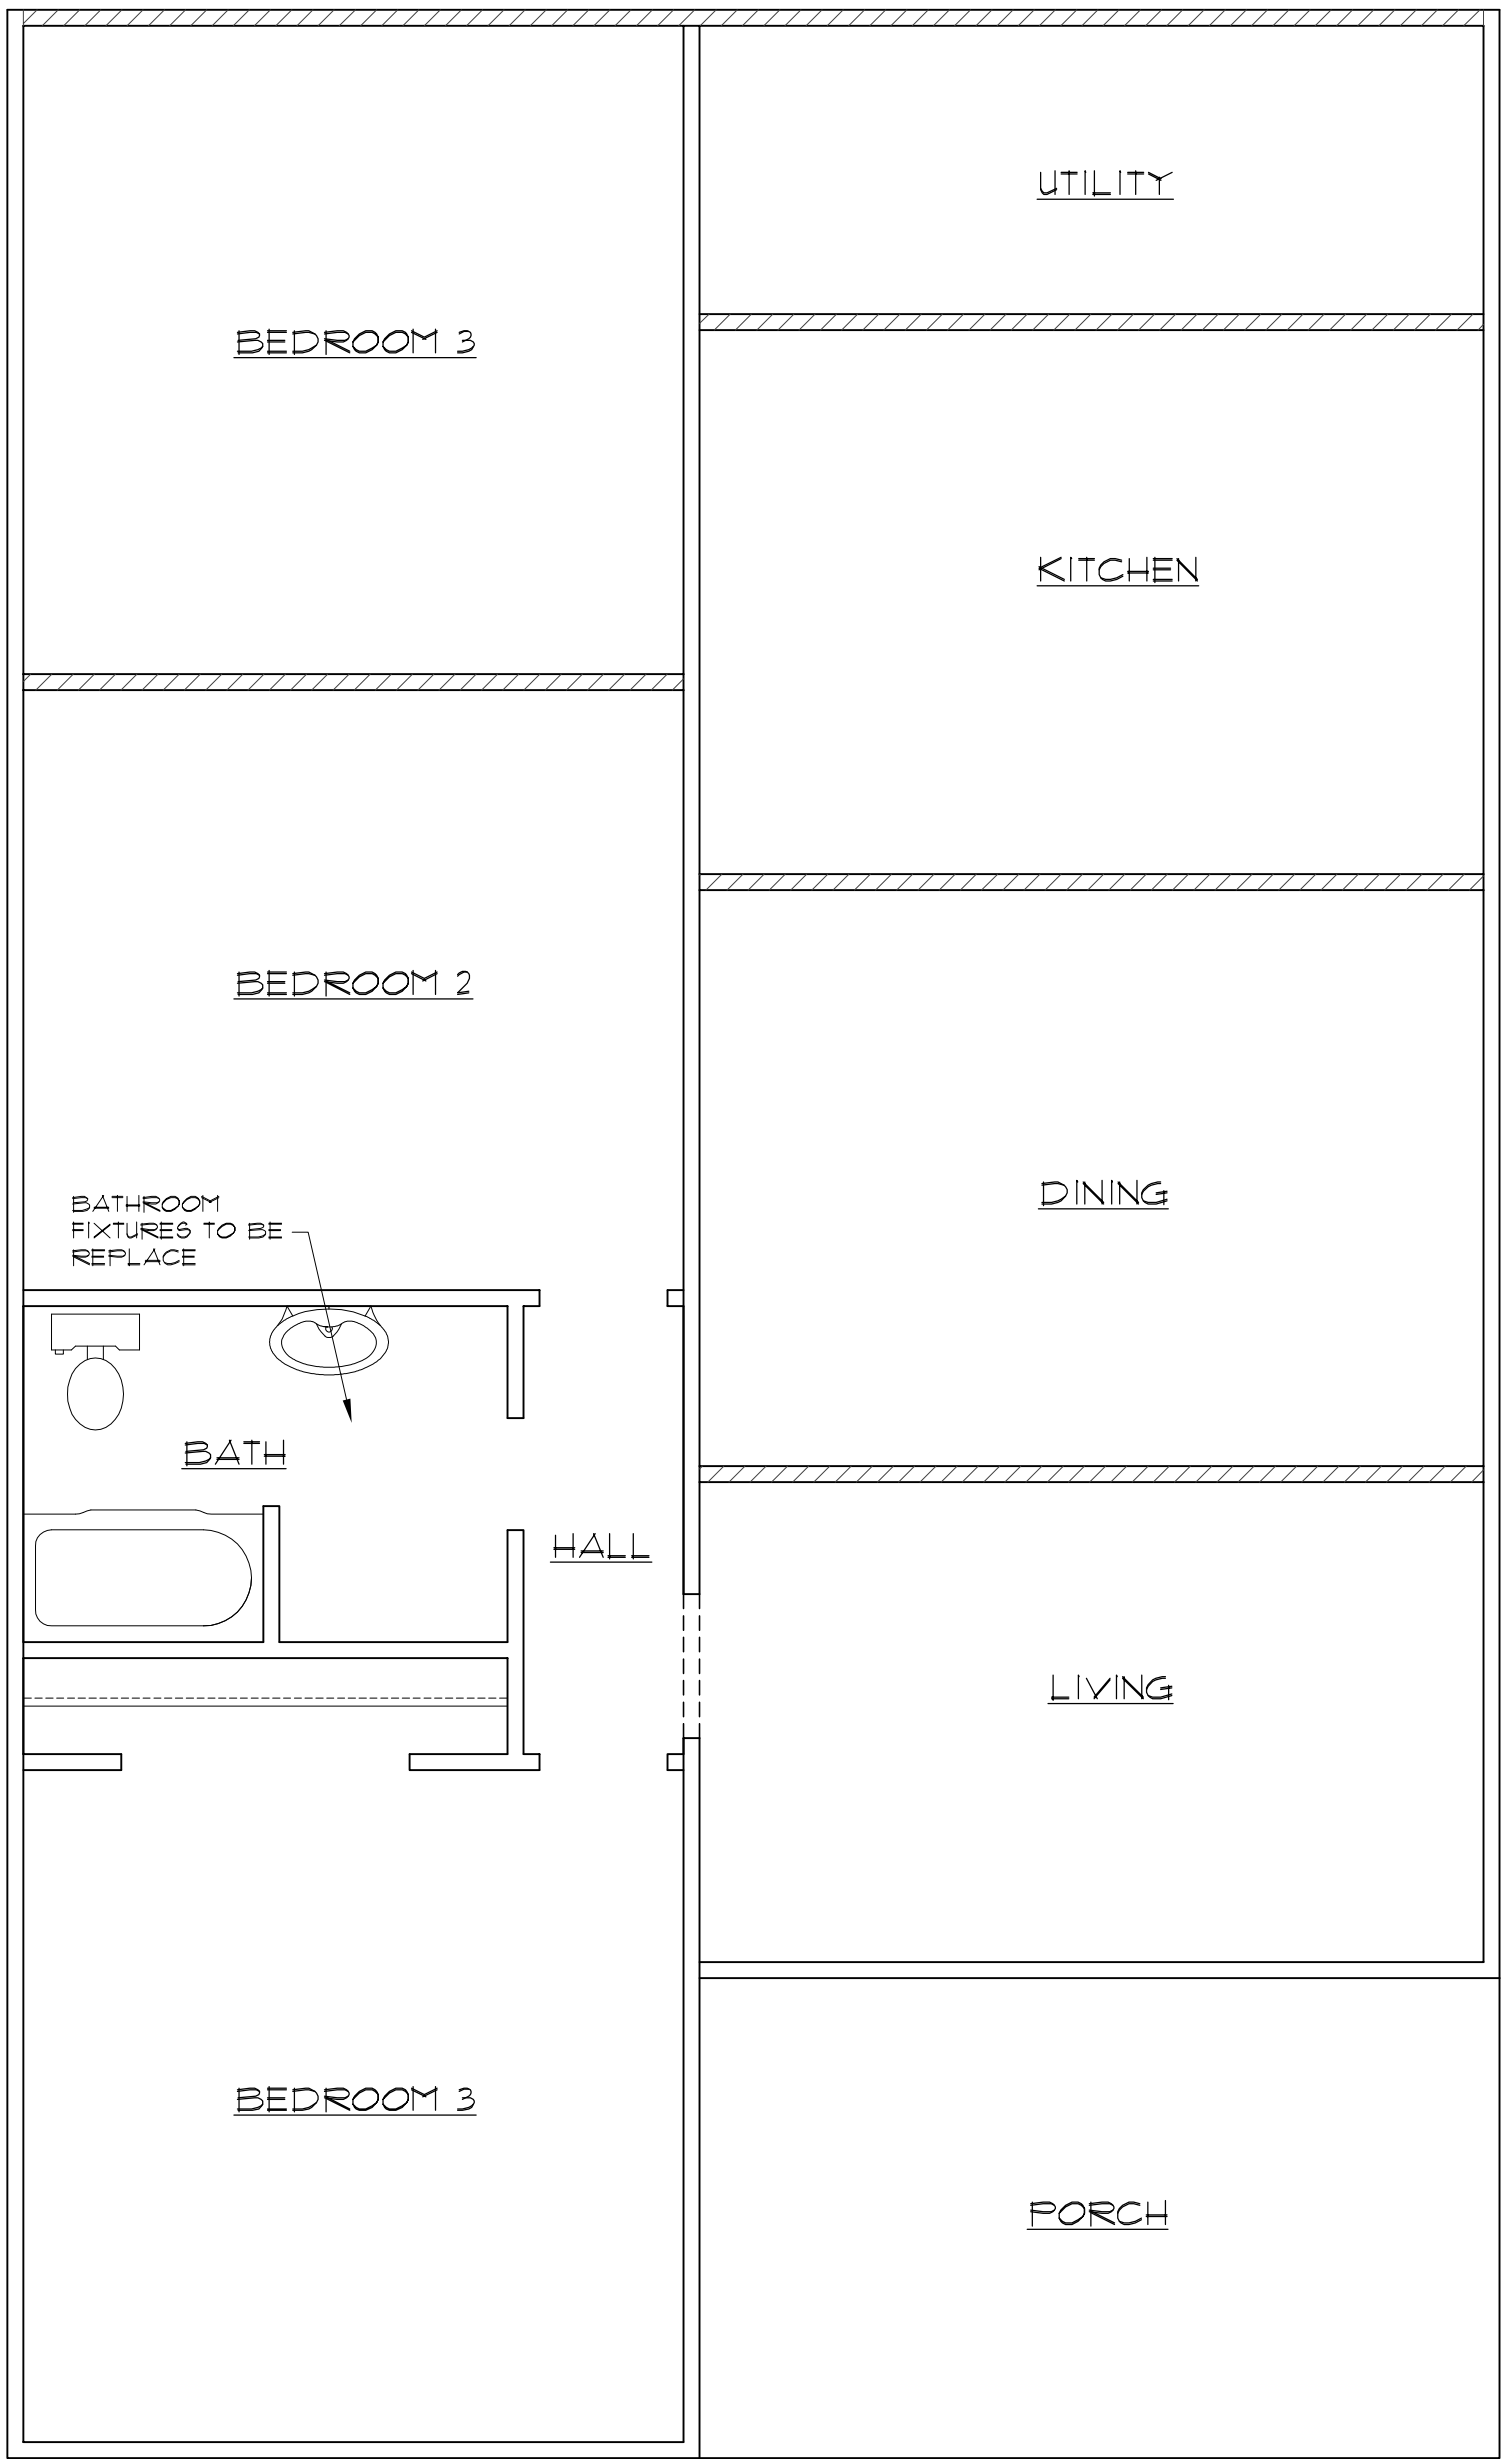 UTILITY
BEDROOM 3
KITCHEN
BEDROOM 2
DINING
BATHROOM
FIXTURES TO BE
REPLACE
BATH
HALL
LIVING
BEDROOM 3
PORCH